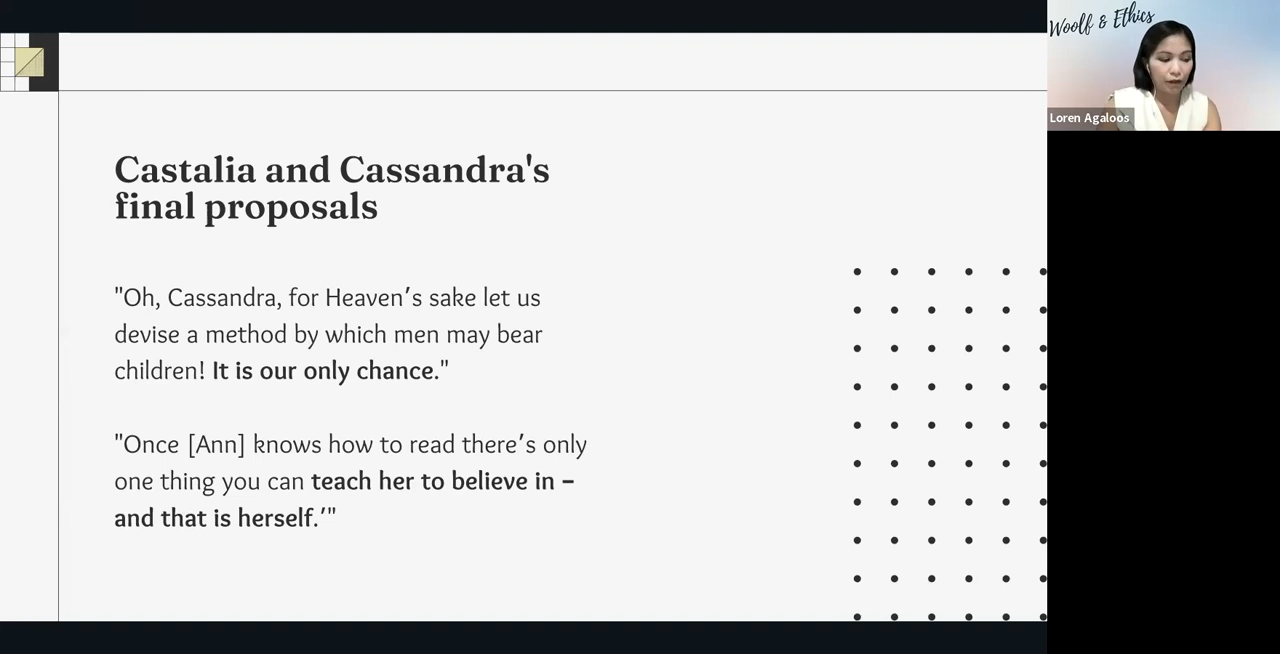 Woolf & Ethics
Loren Agaloos
Castalia and Cassandra's
final proposals
"Oh, Cassandra, for Heaven’s sake let us
devise a method by which men may bear
children! It is our only chance."
"Once [Ann] knows how to read there’s only
one thing you can teach her to believe in –
and that is herself.’"